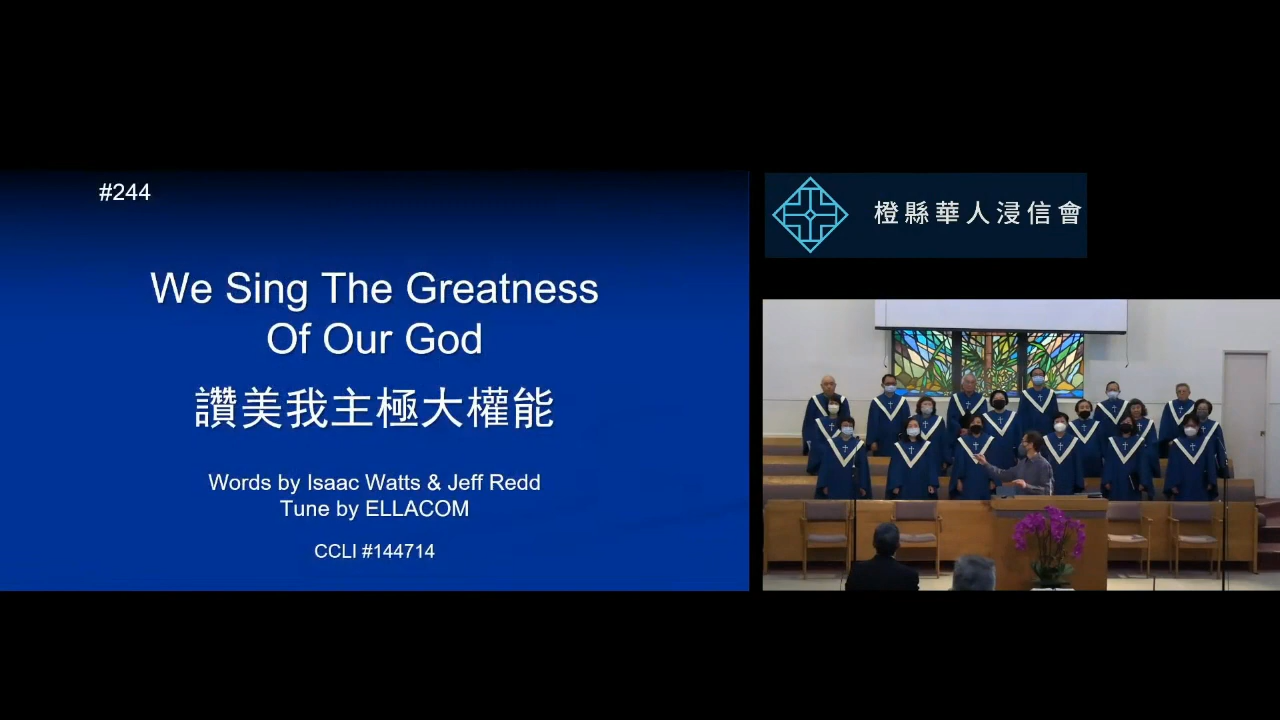 #244
We Sing The Greatness
Of Our God
讚美我主極大權能
Words by Isaac Watts & Jeff Redd
Tune by ELLACOM
CCLI #144714
橙縣華人浸信會